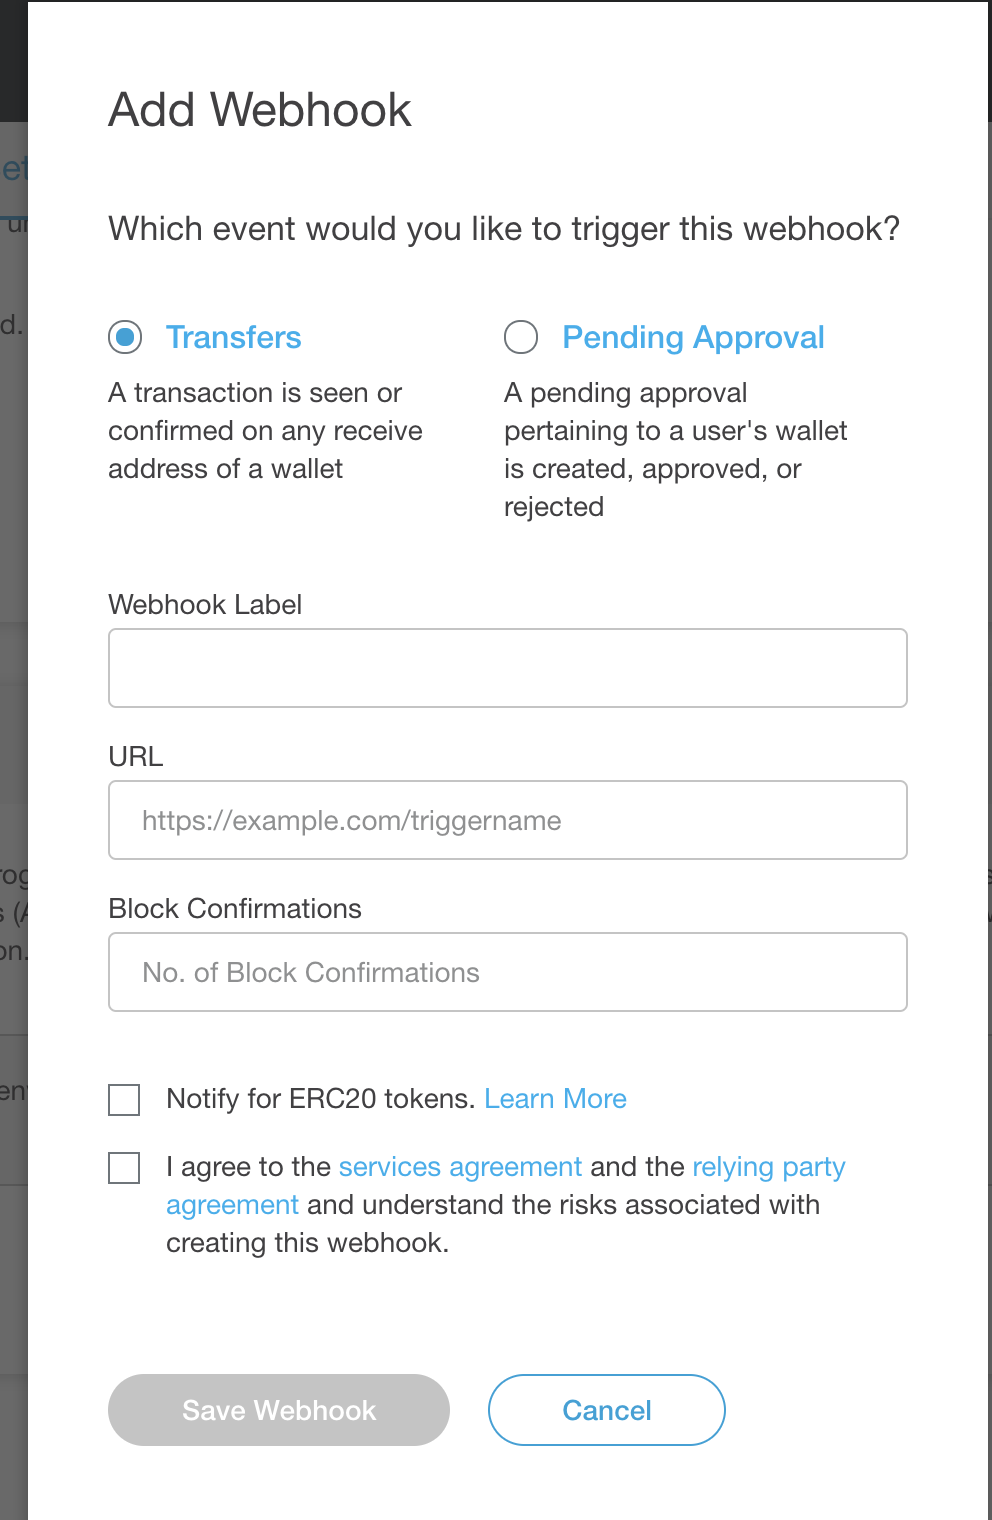 Add Webhook
Which event would you like to trigger this webhook?
Transfers
A transaction is seen or
confirmed on any receive
address of a wallet
Pending Approval
A pending approval
pertaining to a user's wallet
is created, approved, or
rejected
Webhook Label
URL
https://example.com/triggername
Block Confirmations
No. of Block Confirmations
Notify for ERC20 tokens. Learn More
I agree to the services agreement and the relying party
agreement and understand the risks associated with
creating this webhook.
Save Webhook
Cancel